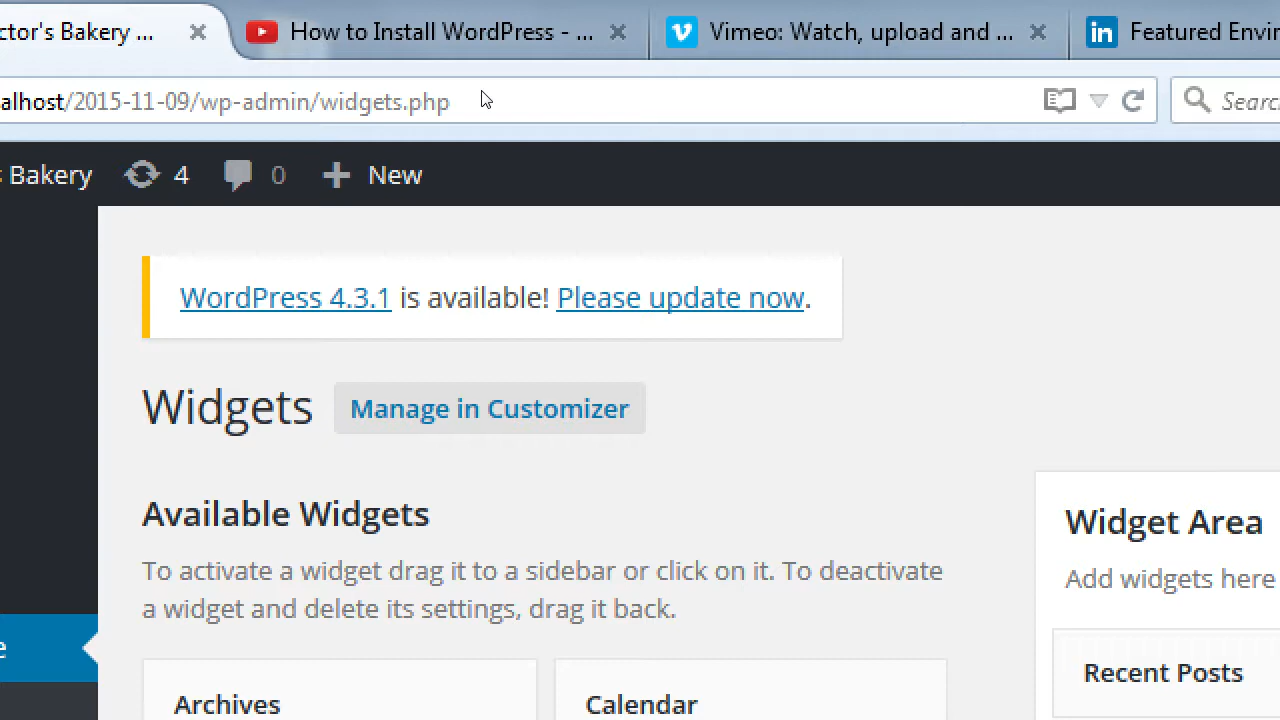 ctor's Bakery ...
How to Install WordPress - ...
Vimeo: Watch, upload and ...
in Featured Envir
alhost/2015-11-09/wp-admin/widgets.php
Searc
Bakery 4 0 + New
WordPress 4.3.1 is available! Please update now.
Widgets Manage in Customizer
Available Widgets
To activate a widget drag it to a sidebar or click on it. To deactivate
a widget and delete its settings, drag it back.
Widget Area
Add widgets here
Archives
Calendar
Recent Posts